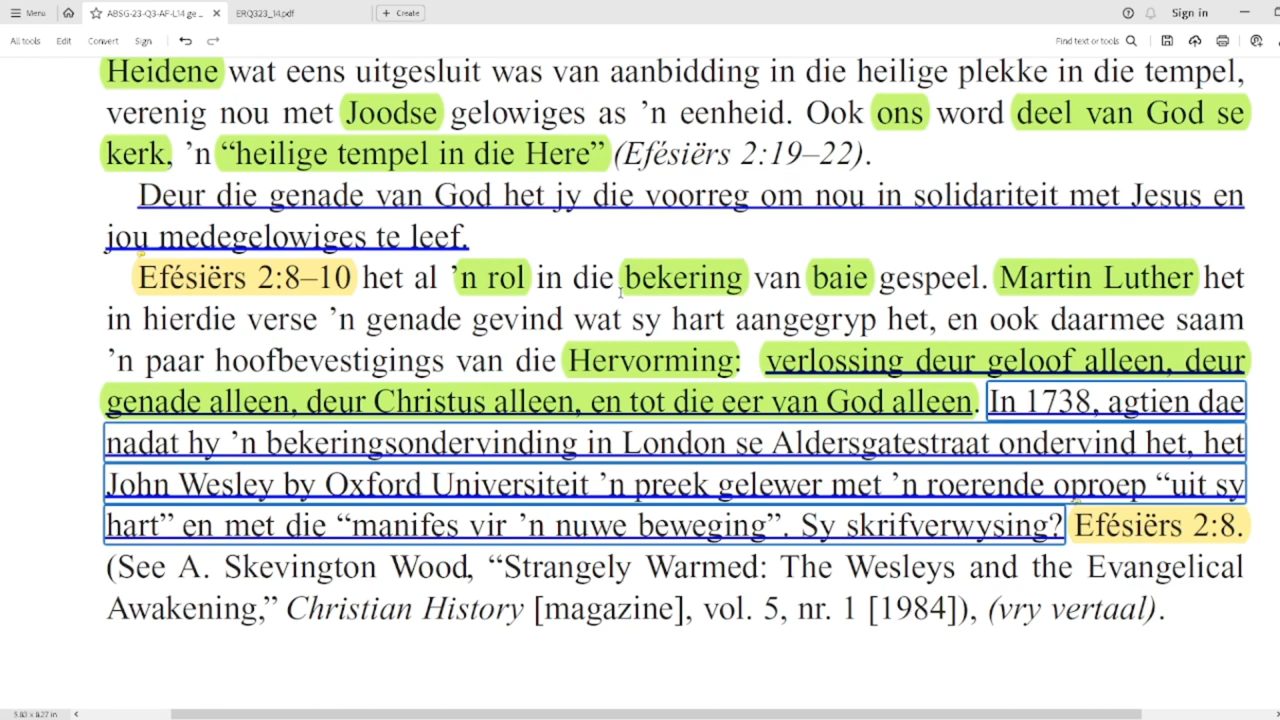 Menu
ABSG-23-Q3-AF-L14 ge...
ERQ323_14.pdf
+ Create
Sign in
All tools Edit Convert Sign
Find text or tools
Heidene wat eens uitgesluit was van aanbidding in die heilige plekke in die tempel,
verenig nou met Joodse gelowiges as ’n eenheid. Ook ons word deel van God se
kerk, ’n “heilige tempel in die Here” (Efésiërs 2:19–22).
Deur die genade van God het jy die voorreg om nou in solidariteit met Jesus en
jou medegelowiges te leef.
Efésiërs 2:8–10 het al ’n rol in die bekering van baie gespeel. Martin Luther het
in hierdie verse ’n genade gevind wat sy hart aangegryp het, en ook daarmee saam
’n paar hoofbevestigings van die Hervorming: verlossing deur geloof alleen, deur
genade alleen, deur Christus alleen, en tot die eer van God alleen. In 1738, agtien dae
nadat hy ’n bekeringsondervinding in London se Aldersgatestraat ondervind het, het
John Wesley by Oxford Universiteit ’n preek gelewer met ’n roerende oproep “uit sy
hart” en met die “manifes vir ’n nuwe beweging”. Sy skrifverwysing? Efésiërs 2:8.
(See A. Skevington Wood, “Strangely Warmed: The Wesleys and the Evangelical
Awakening,” Christian History [magazine], vol. 5, nr. 1 [1984]), (vry vertaal).